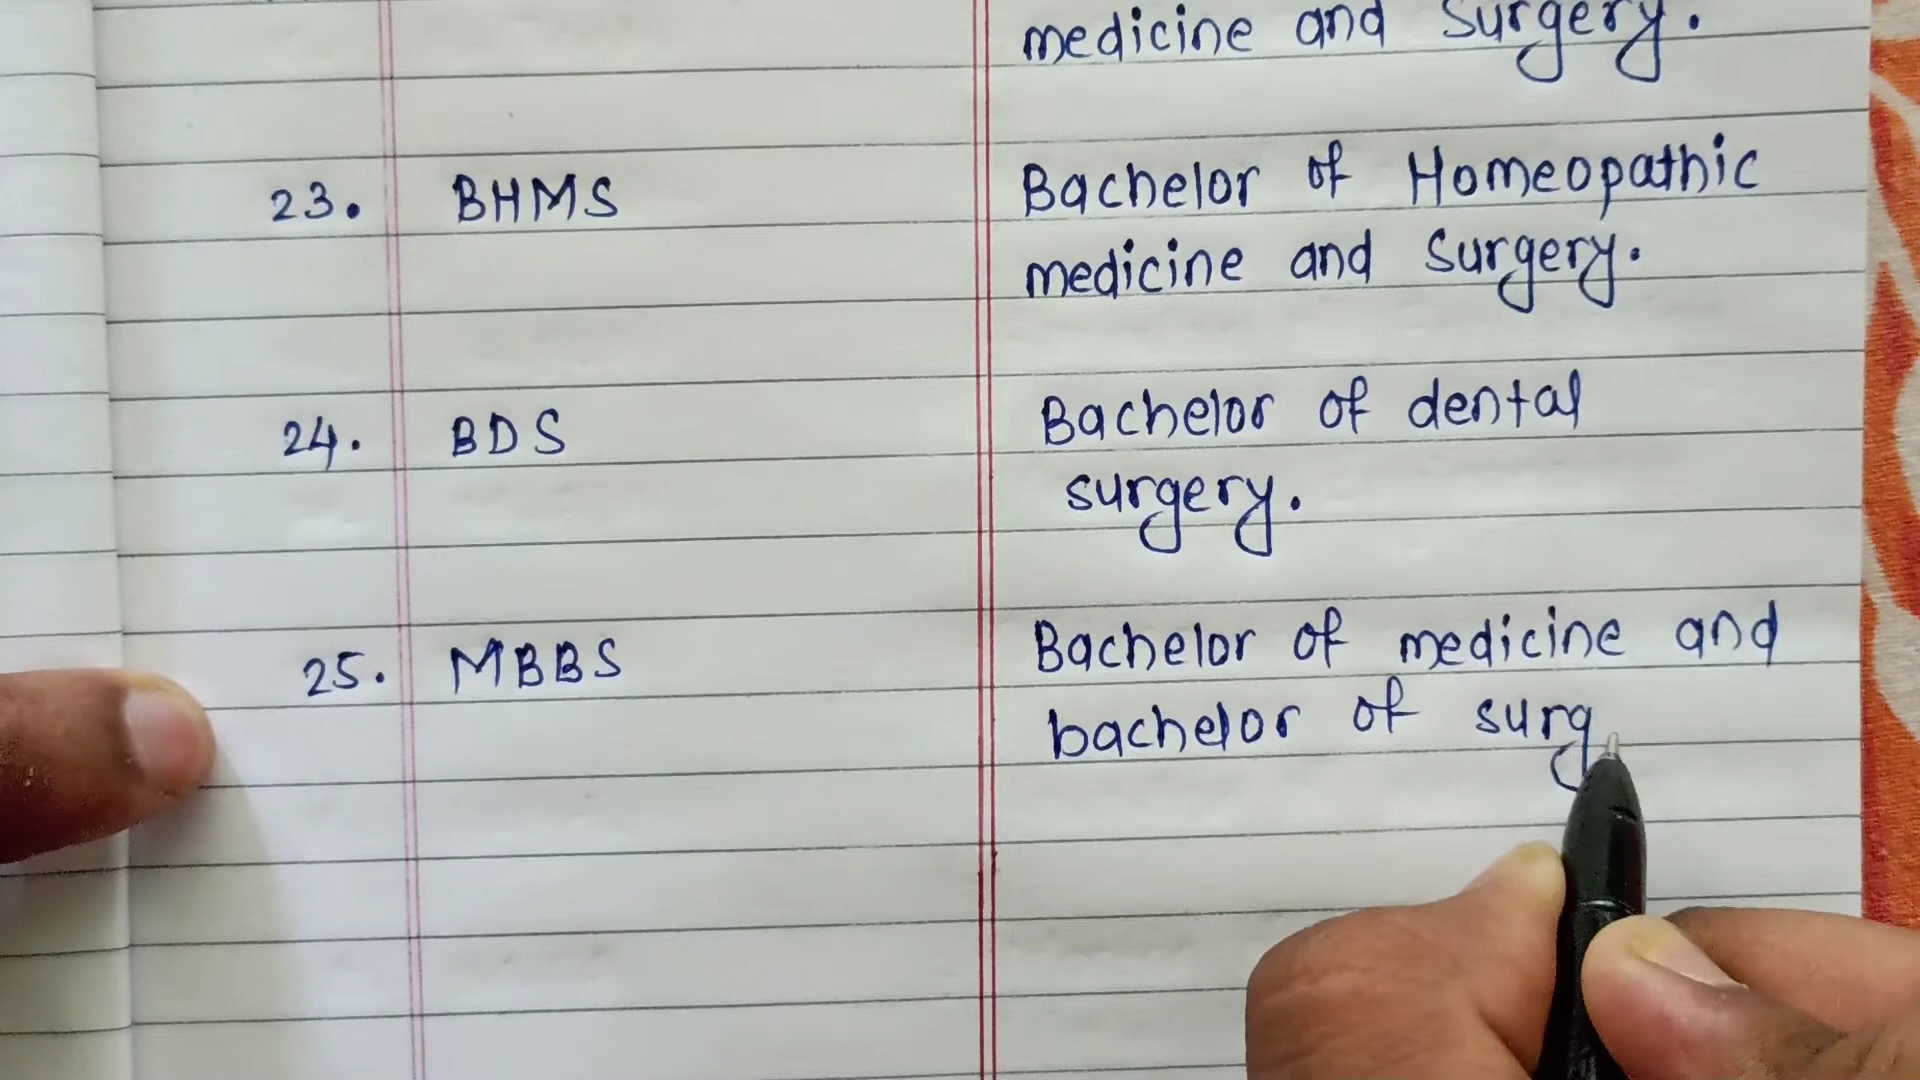 medicine and Surgery.
23. BHMS Bachelor of Homeopathic
medicine and Surgery.
24. BDS Bachelor of dental
surgery.
25. MBBS Bachelor of medicine and
bachelor of surg